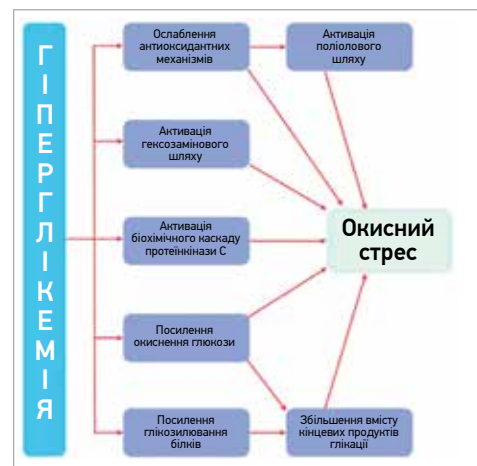 ГІПЕРГЛІКЕМІЯ
Ослаблення
антиоксидантних
механізмів
Активація
поліолового
шляху
Активація
гексозамінового
шляху
Активація
біохімічного каскаду
протеїнкінази С
Окисний
стрес
Посилення
окиснення глюкози
Посилення
глікозилювання
білків
Збільшення вмісту
кінцевих продуктів
глікації